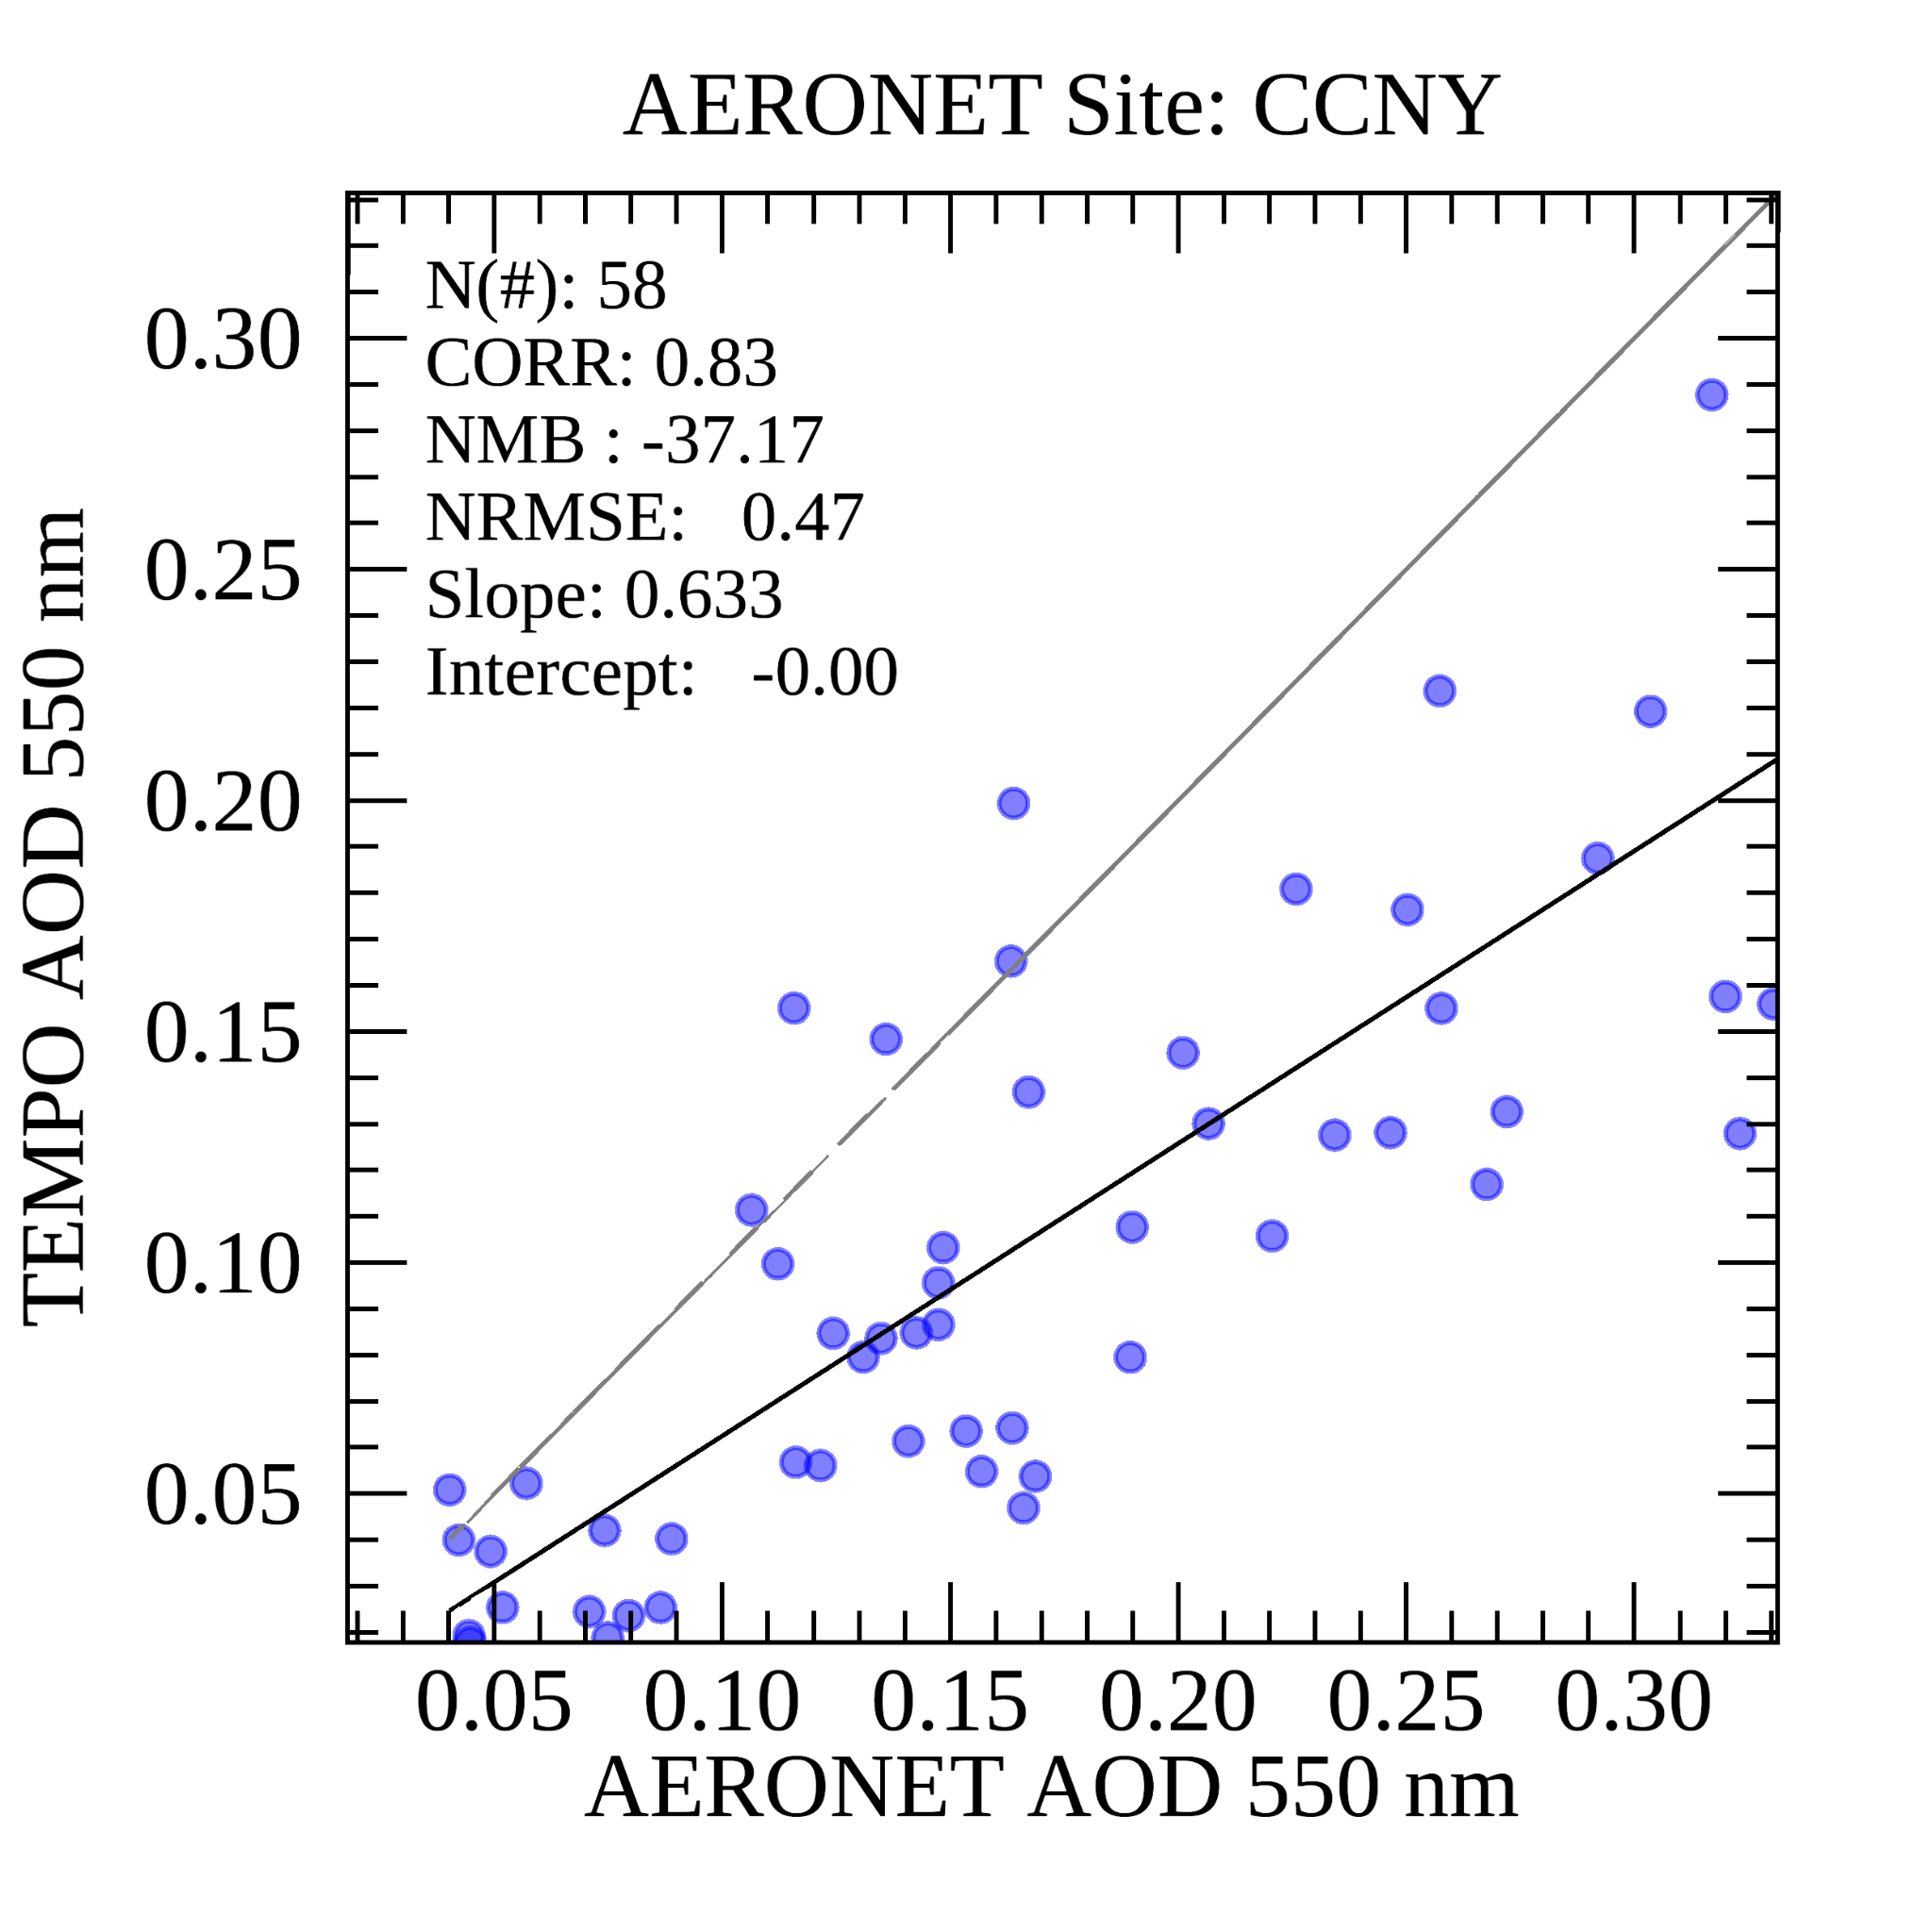 AERONET Site: CCNY
N(#): 58
CORR: 0.83
NMB : -37.17
NRMSE: 0.47
Slope: 0.633
Intercept: -0.00
TEMPO AOD 550 nm
0.30
0.25
0.20
0.15
0.10
0.05
0.05 0.10 0.15 0.20 0.25 0.30
AERONET AOD 550 nm